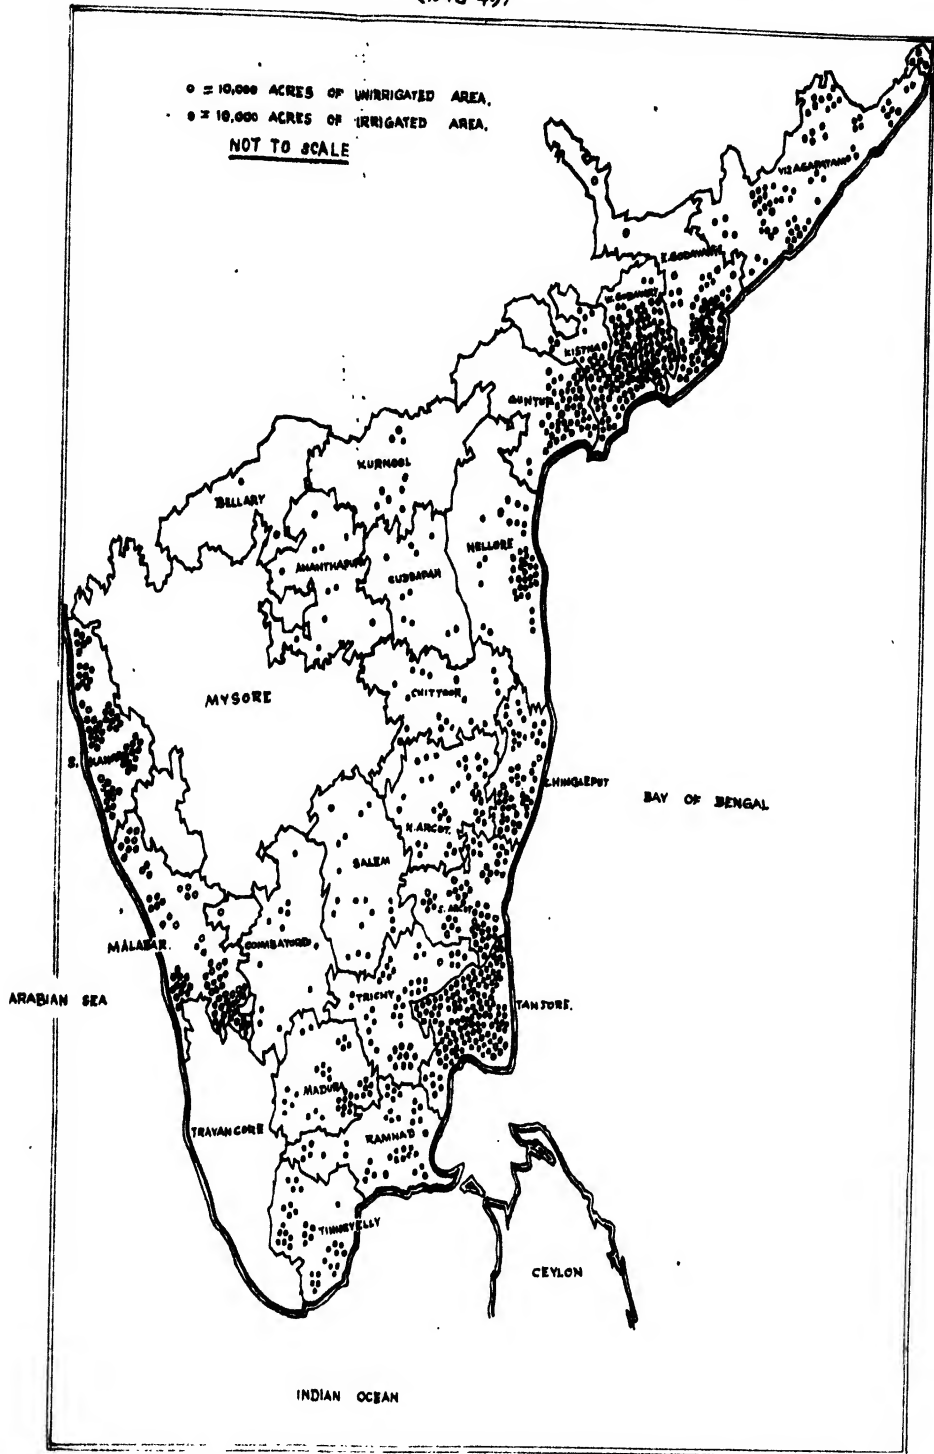 0 = 10,000 ACRES OF UNIRRIGATED AREA.
0 = 10,000 ACRES OF IRRIGATED AREA.
NOT TO SCALE
VIZAGAPATAM
E. GODAVARI
W. GODAVARI
KISTNA
GUNTUR
KURNOOL
BELLARY
NELLORE
ANANTHAPUR
CUDDAPAH
MYSORE
CHITTOOR
S. KANARA
CHINGLEPUT
BAY OF BENGAL
N. ARCOT.
SALEM
S. ARCOT
MALABAR.
COIMBATORE
ARABIAN SEA
TRICHY
TANJORE.
MADURA
TRAVANCORE
RAMNAD
TINNEVELLY
CEYLON
INDIAN OCEAN